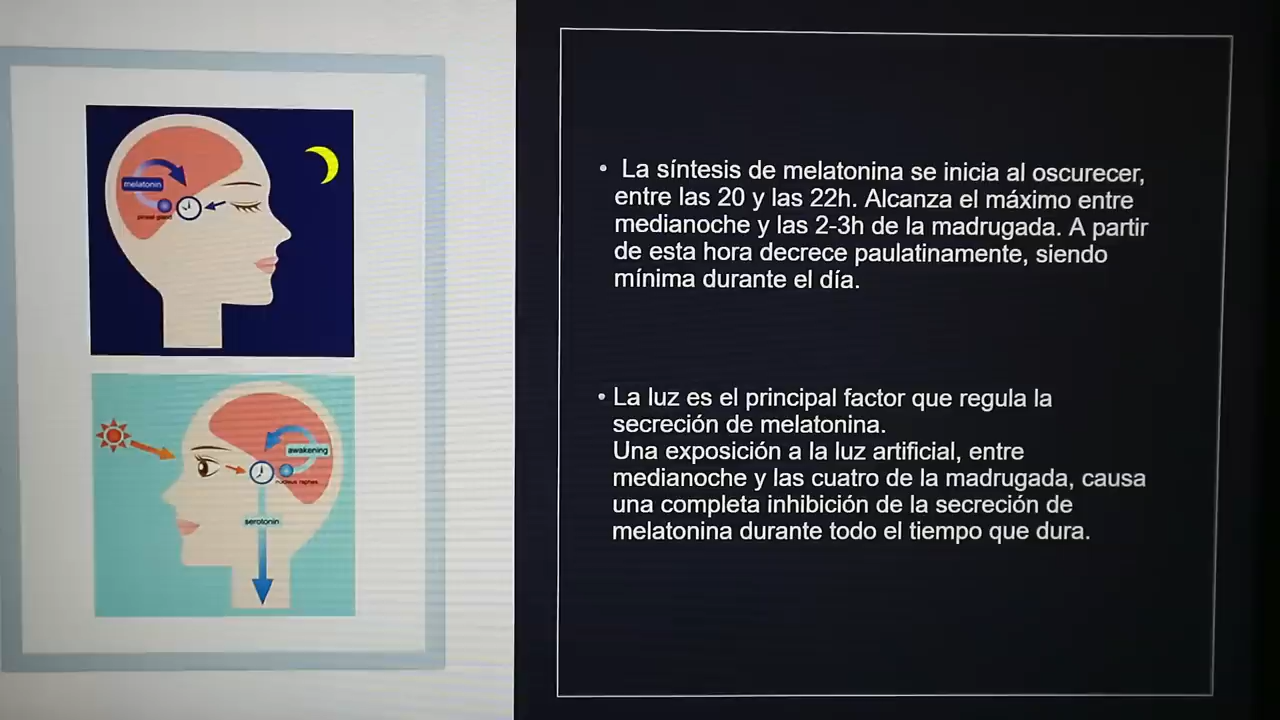 melatonin
pineal gland
awakening
nucleus raphes
serotonin
• La síntesis de melatonina se inicia al oscurecer,
entre las 20 y las 22h. Alcanza el máximo entre
medianoche y las 2-3h de la madrugada. A partir
de esta hora decrece paulatinamente, siendo
mínima durante el día.
• La luz es el principal factor que regula la
secreción de melatonina.
Una exposición a la luz artificial, entre
medianoche y las cuatro de la madrugada, causa
una completa inhibición de la secreción de
melatonina durante todo el tiempo que dura.